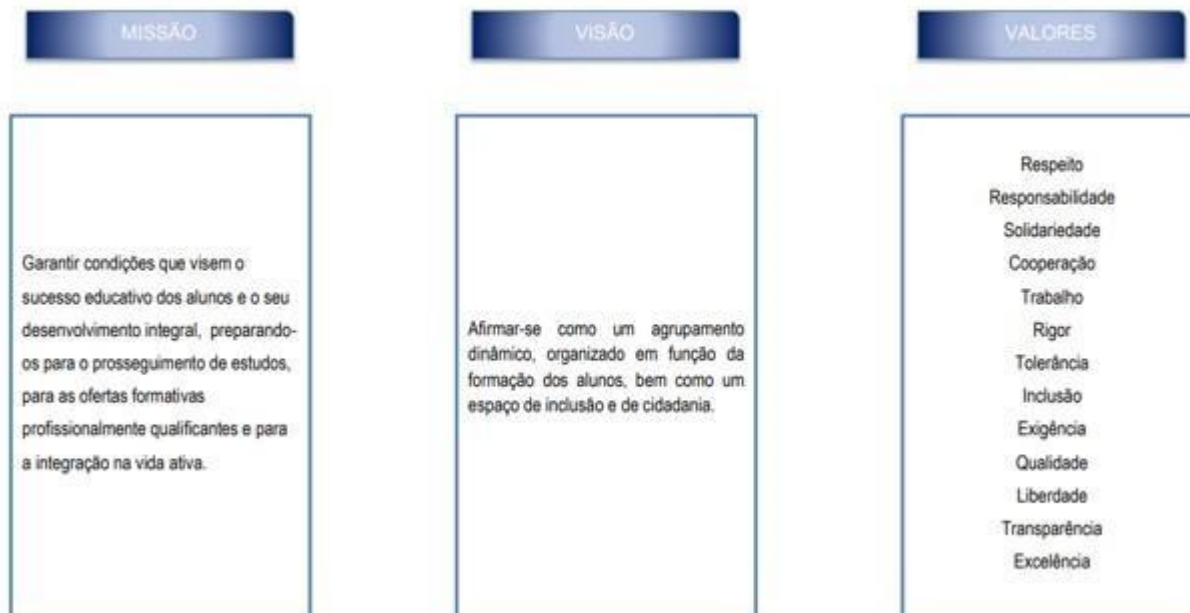 MISSÃO
Garantir condições que visem o
sucesso educativo dos alunos e o seu
desenvolvimento integral, preparando-
os para o prosseguimento de estudos,
para as ofertas formativas
profissionalmente qualificantes e para
a integração na vida ativa.
VISÃO
Afirmar-se como um agrupamento
dinâmico, organizado em função da
formação dos alunos, bem como um
espaço de inclusão e de cidadania.
VALORES
Respeito
Responsabilidade
Solidariedade
Cooperação
Trabalho
Rigor
Tolerância
Inclusão
Exigência
Qualidade
Liberdade
Transparência
Excelência